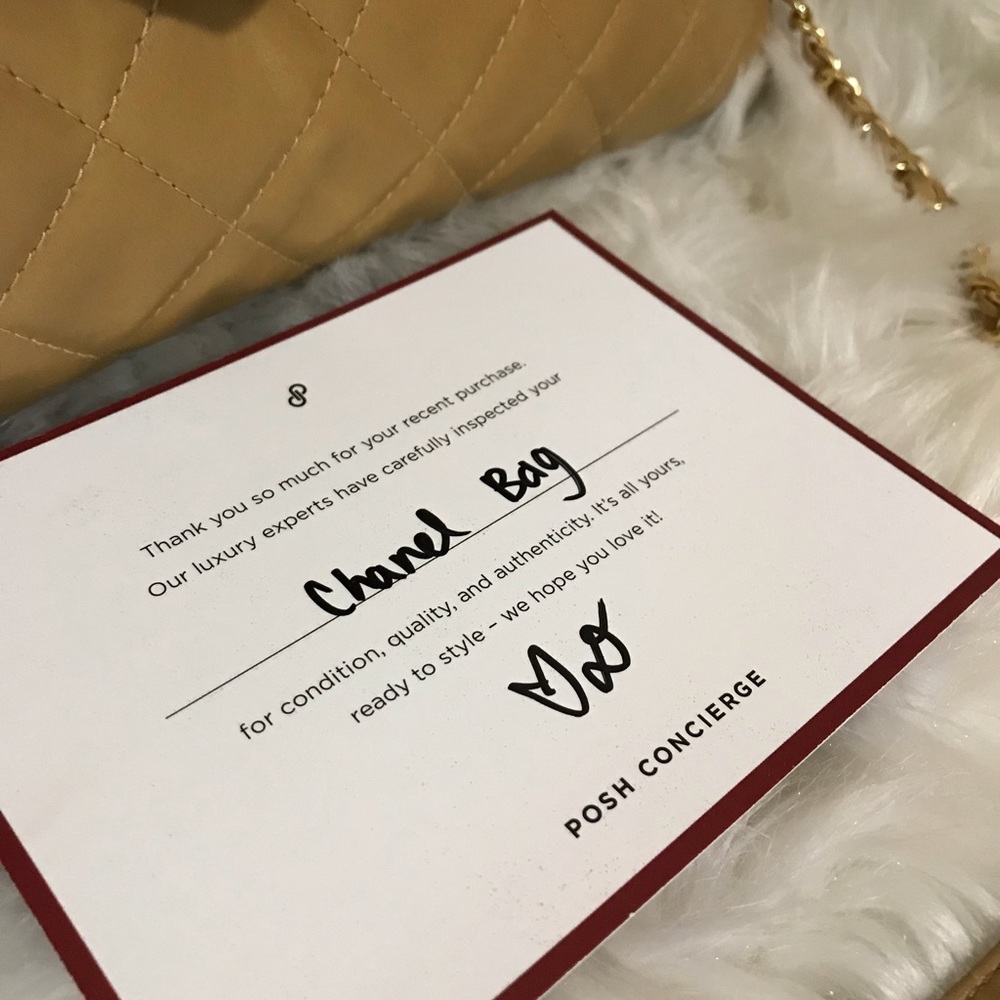 Thank you so much for your recent purchase.
Our luxury experts have carefully inspected your
Chanel Bag
for condition, quality, and authenticity. It's all yours,
ready to style – we hope you love it!
POSH CONCIERGE